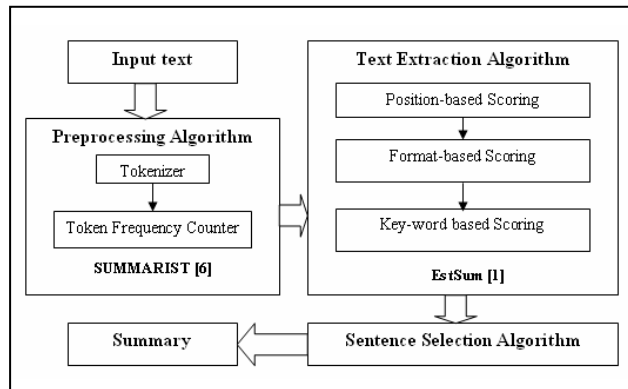 Input text
Preprocessing Algorithm
Tokenizer
Token Frequency Counter
SUMMARIST [6]
Text Extraction Algorithm
Position-based Scoring
Format-based Scoring
Key-word based Scoring
EstSum [1]
Sentence Selection Algorithm
Summary